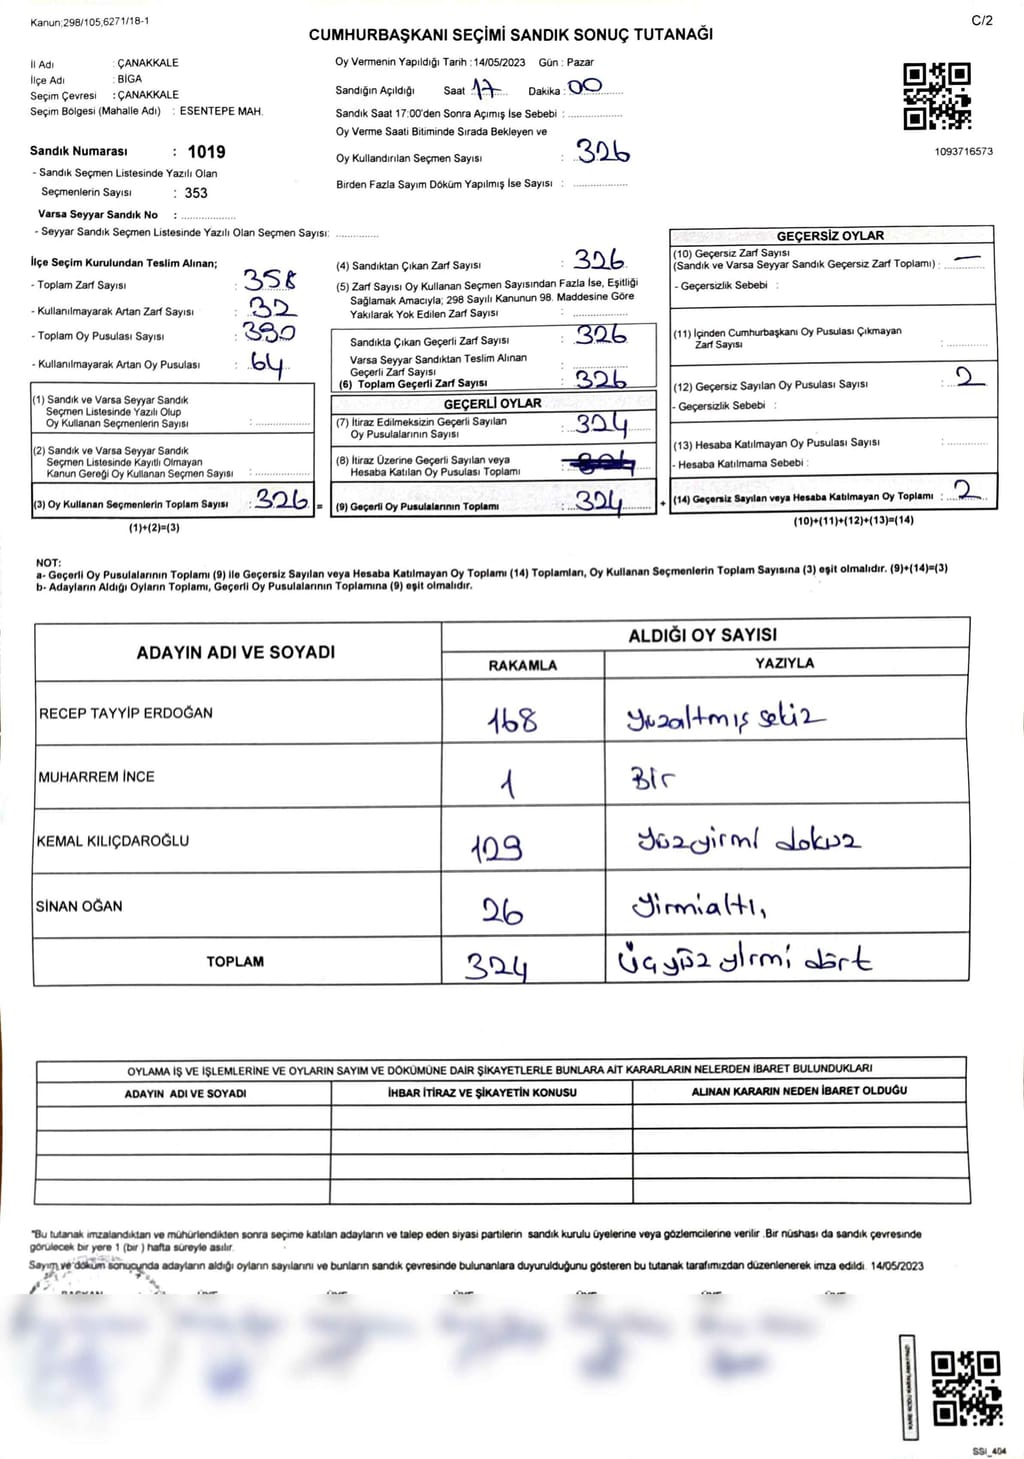 Kanun;298/105,6271/18-1
C/2
CUMHURBAŞKANI SEÇİMİ SANDIK SONUÇ TUTANAĞI
İl Adı : ÇANAKKALE
İlçe Adı : BİGA
Seçim Çevresi : ÇANAKKALE
Seçim Bölgesi (Mahalle Adı) : ESENTEPE MAH.
Sandık Numarası : 1019
- Sandık Seçmen Listesinde Yazılı Olan
Seçmenlerin Sayısı : 353
Varsa Seyyar Sandık No : ..................
- Seyyar Sandık Seçmen Listesinde Yazılı Olan Seçmen Sayısı: ..............
Oy Vermenin Yapıldığı Tarih : 14/05/2023 Gün : Pazar
Sandığın Açıldığı Saat 17 Dakika : 00
Sandık Saat 17:00'den Sonra Açımış İse Sebebi : ..................
Oy Verme Saati Bitiminde Sırada Bekleyen ve
Oy Kullandırılan Seçmen Sayısı : 326
Birden Fazla Sayım Döküm Yapılmış İse Sayısı : ..................
1093716573
İlçe Seçim Kurulundan Teslim Alınan;
- Toplam Zarf Sayısı : 358
- Kullanılmayarak Artan Zarf Sayısı : 32
- Toplam Oy Pusulası Sayısı : 390
- Kullanılmayarak Artan Oy Pusulası : 64
(1) Sandık ve Varsa Seyyar Sandık
Seçmen Listesinde Yazılı Olup
Oy Kullanan Seçmenlerin Sayısı : ..................
(2) Sandık ve Varsa Seyyar Sandık
Seçmen Listesinde Kayıtlı Olmayan
Kanun Gereği Oy Kullanan Seçmen Sayısı : ..................
(3) Oy Kullanan Seçmenlerin Toplam Sayısı : 326 =
(1)+(2)=(3)
(4) Sandıktan Çıkan Zarf Sayısı : 326
(5) Zarf Sayısı Oy Kullanan Seçmen Sayısından Fazla İse, Eşitliği
Sağlamak Amacıyla; 298 Sayılı Kanunun 98. Maddesine Göre
Yakılarak Yok Edilen Zarf Sayısı : ..................
Sandıkta Çıkan Geçerli Zarf Sayısı : 326
Varsa Seyyar Sandıktan Teslim Alınan
Geçerli Zarf Sayısı : ..................
(6) Toplam Geçerli Zarf Sayısı : 326
GEÇERLİ OYLAR
(7) İtiraz Edilmeksizin Geçerli Sayılan
Oy Pusulalarının Sayısı : 324
(8) İtiraz Üzerine Geçerli Sayılan veya
Hesaba Katılan Oy Pusulası Toplamı :
(9) Geçerli Oy Pusulalarının Toplamı : 324 +
GEÇERSİZ OYLAR
(10) Geçersiz Zarf Sayısı
(Sandık ve Varsa Seyyar Sandık Geçersiz Zarf Toplamı) : —
- Geçersizlik Sebebi :
(11) İçinden Cumhurbaşkanı Oy Pusulası Çıkmayan
Zarf Sayısı : ..............
(12) Geçersiz Sayılan Oy Pusulası Sayısı : 2
- Geçersizlik Sebebi :
(13) Hesaba Katılmayan Oy Pusulası Sayısı : ..............
- Hesaba Katılmama Sebebi :
(14) Geçersiz Sayılan veya Hesaba Katılmayan Oy Toplamı : 2
(10)+(11)+(12)+(13)=(14)
NOT:
a- Geçerli Oy Pusulalarının Toplamı (9) ile Geçersiz Sayılan veya Hesaba Katılmayan Oy Toplamı (14) Toplamları, Oy Kullanan Seçmenlerin Toplam Sayısına (3) eşit olmalıdır. (9)+(14)=(3)
b- Adayların Aldığı Oyların Toplamı, Geçerli Oy Pusulalarının Toplamına (9) eşit olmalıdır.
ADAYIN ADI VE SOYADI
ALDIĞI OY SAYISI
RAKAMLA YAZIYLA
RECEP TAYYİP ERDOĞAN 168 Yüzaltmış sekiz
MUHARREM İNCE 1 Bir
KEMAL KILIÇDAROĞLU 129 Yüzyirmi dokuz
SİNAN OĞAN 26 Yirmialtı,
TOPLAM 324 Üçyüz yirmi dört
OYLAMA İŞ VE İŞLEMLERİNE VE OYLARIN SAYIM VE DÖKÜMÜNE DAİR ŞİKAYETLERLE BUNLARA AİT KARARLARIN NELERDEN İBARET BULUNDUKLARI
ADAYIN ADI VE SOYADI İHBAR İTİRAZ VE ŞİKAYETİN KONUSU ALINAN KARARIN NEDEN İBARET OLDUĞU
"Bu tutanak imzalandıktan ve mühürlendikten sonra seçime katılan adayların ve talep eden siyasi partilerin sandık kurulu üyelerine veya gözlemcilerine verilir. Bir nüshası da sandık çevresinde
görülecek bir yere 1 (bir ) hafta süreyle asılır.
Sayım ve döküm sonucunda adayların aldığı oyların sayılarını ve bunların sandık çevresinde bulunanlara duyurulduğunu gösteren bu tutanak tarafımızdan düzenlenerek imza edildi. 14/05/2023
SSİ_404